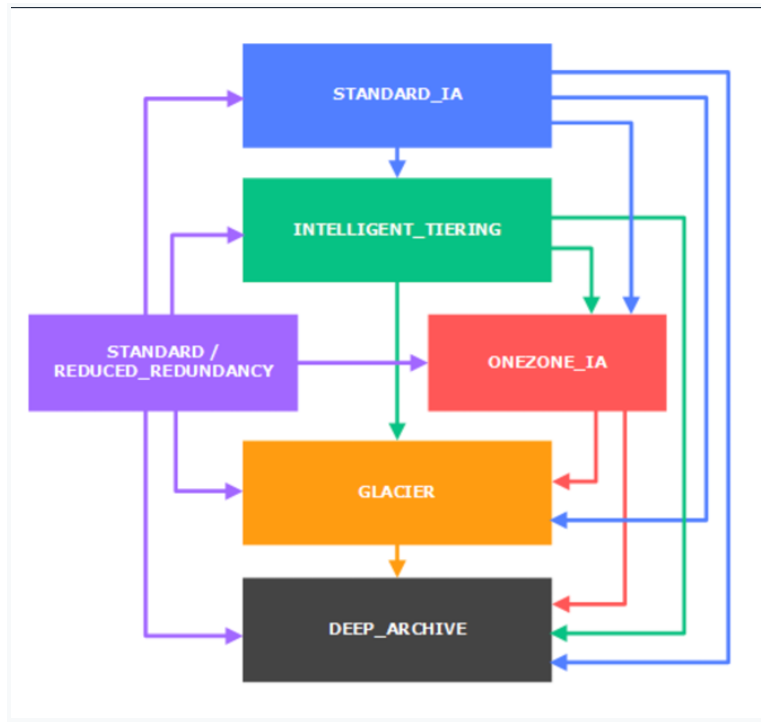 STANDARD_IA
INTELLIGENT_TIERING
STANDARD /
REDUCED_REDUNDANCY
ONEZONE_IA
GLACIER
DEEP_ARCHIVE